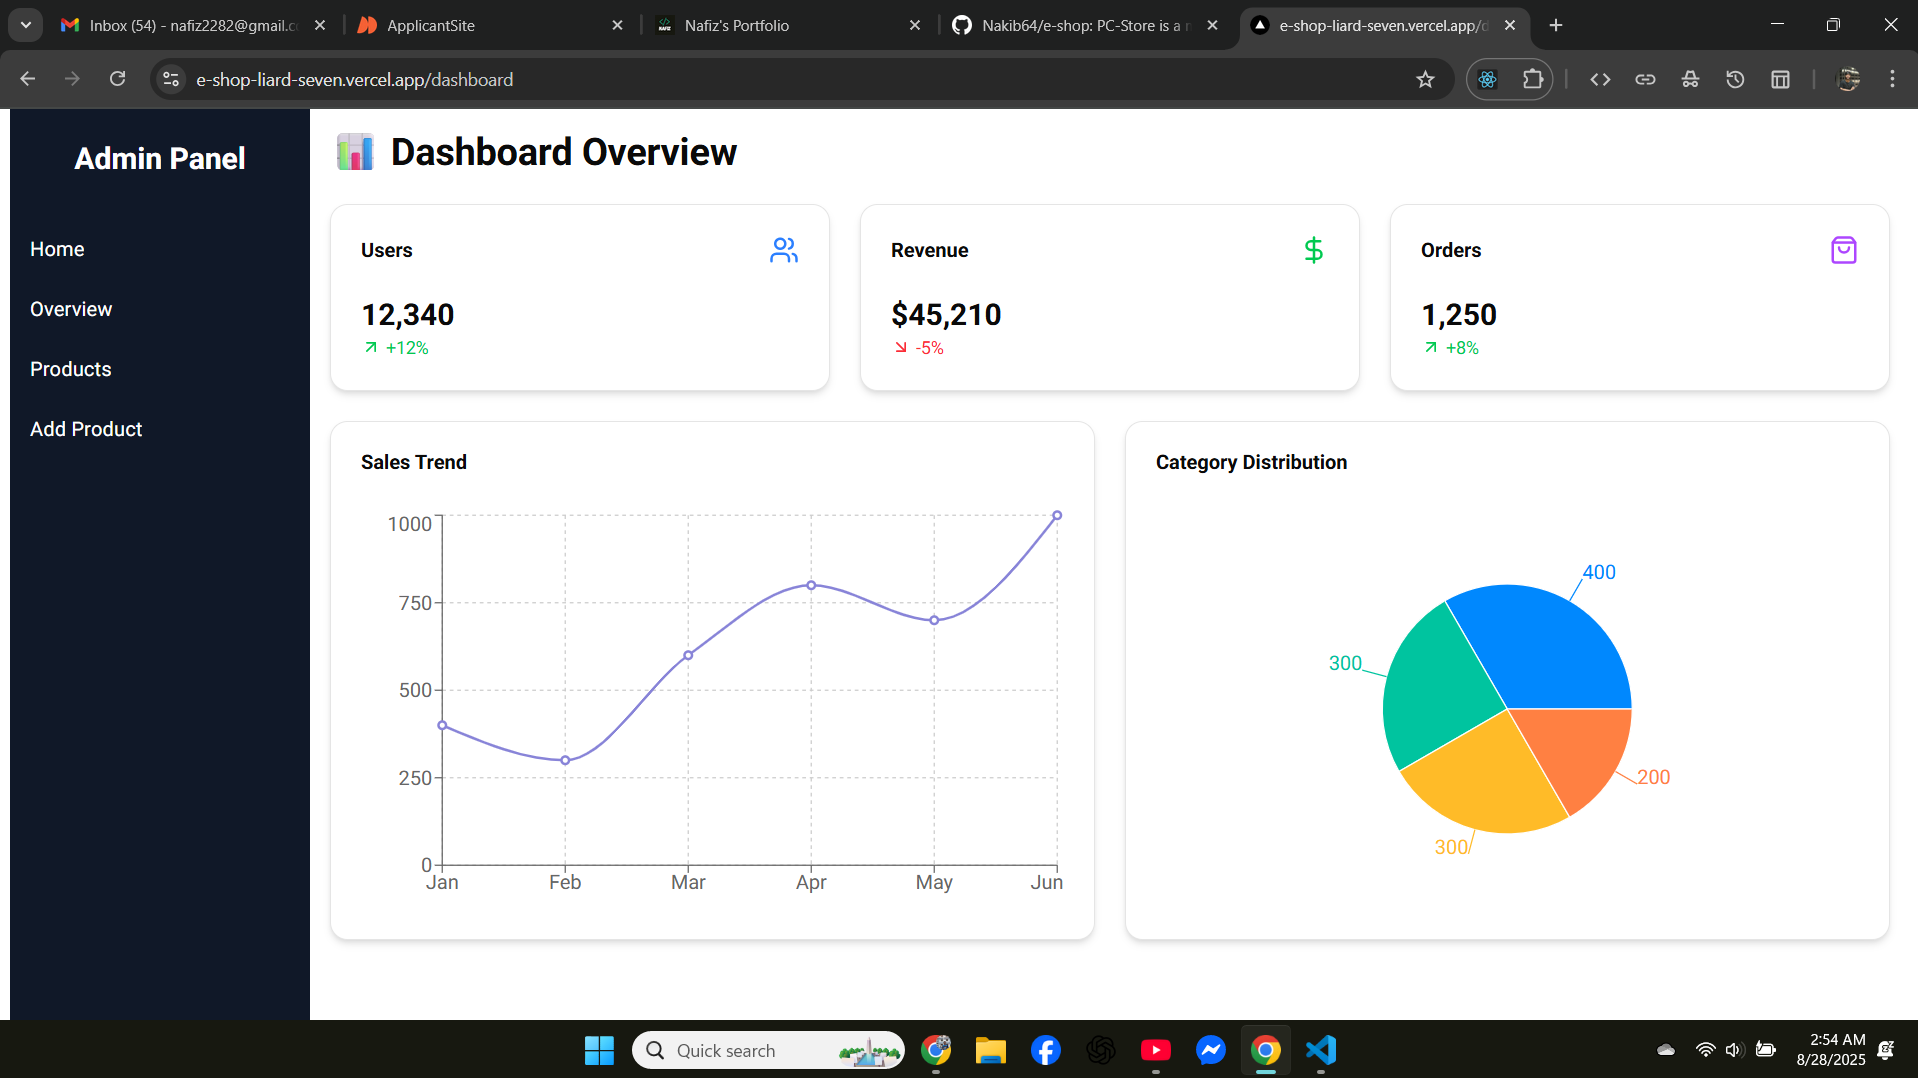 Inbox (54) - nafiz2282@gmail.c
ApplicantSite
Nafiz's Portfolio
Nakib64/e-shop: PC-Store is a
e-shop-liard-seven.vercel.app/d
e-shop-liard-seven.vercel.app/dashboard
Admin Panel
Home
Overview
Products
Add Product
Dashboard Overview
Users
12,340
+12%
Revenue
$45,210
-5%
Orders
1,250
+8%
Sales Trend
1000
750
500
250
0
Jan Feb Mar Apr May Jun
Category Distribution
400
300
200
300
Quick search
2:54 AM
8/28/2025